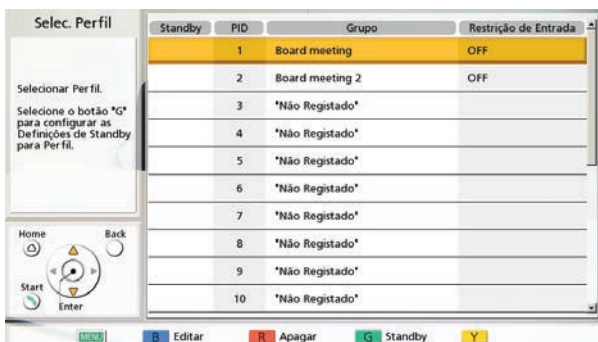 Selec. Perfil
Selecionar Perfil.
Selecione o botão "G"
para configurar as
Definições de Standby
para Perfil.
Standby PID Grupo Restrição de Entrada
1 Board meeting OFF
2 Board meeting 2 OFF
3 "Não Registado"
4 "Não Registado"
5 "Não Registado"
6 "Não Registado"
7 "Não Registado"
8 "Não Registado"
9 "Não Registado"
10 "Não Registado"
Home Back
Start
Enter
MENU B Editar R Apagar G Standby Y